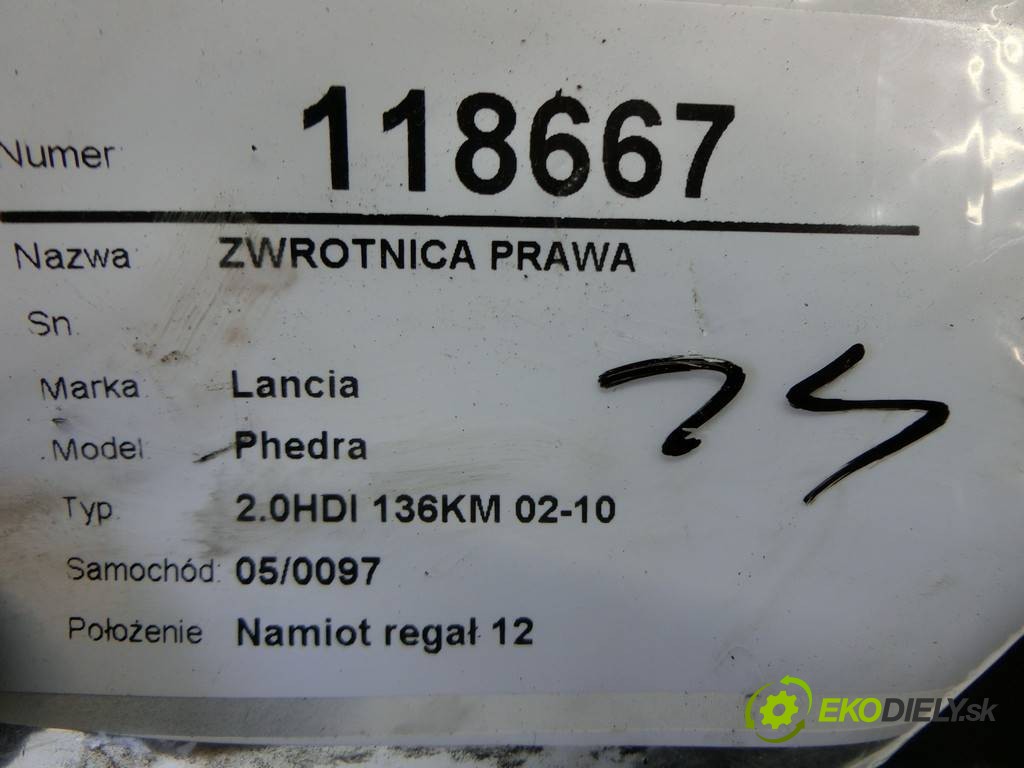 Numer 118667
Nazwa: ZWROTNICA PRAWA
Sn.
Marka: Lancia
Model: Phedra
Typ: 2.0HDI 136KM 02-10
Samochód: 05/0097
Położenie Namiot regał 12
EKODIELY.sk